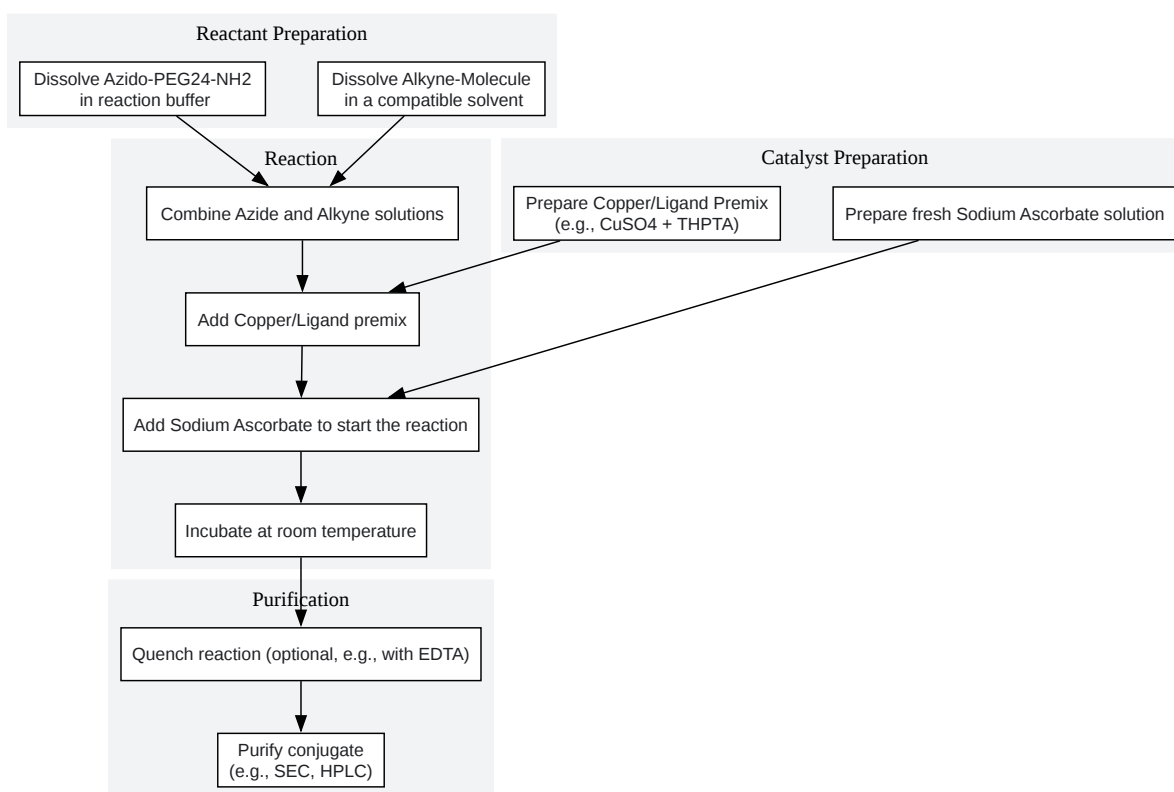 Reactant Preparation
Dissolve Azido-PEG24-NH2
in reaction buffer
Dissolve Alkyne-Molecule
in a compatible solvent
Reaction
Catalyst Preparation
Combine Azide and Alkyne solutions
Prepare Copper/Ligand Premix
(e.g., CuSO4 + THPTA)
Prepare fresh Sodium Ascorbate solution
Add Copper/Ligand premix
Add Sodium Ascorbate to start the reaction
Incubate at room temperature
Purification
Quench reaction (optional, e.g., with EDTA)
Purify conjugate
(e.g., SEC, HPLC)